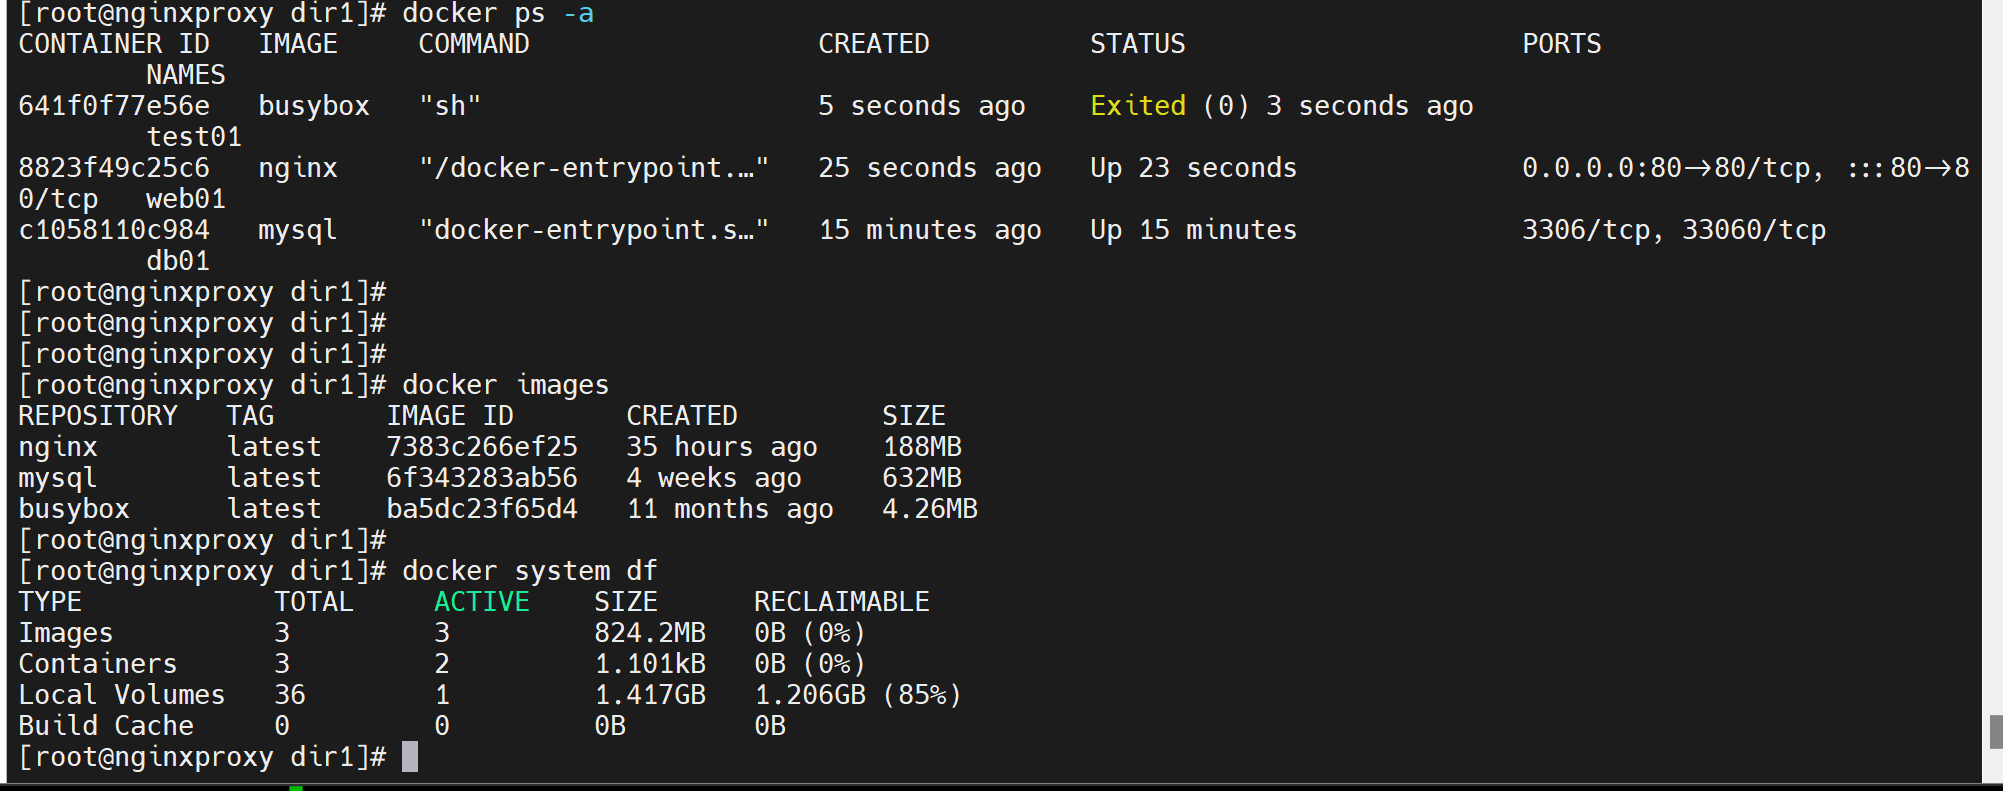 [root@nginxproxy dir1]# docker ps -a
CONTAINER ID   IMAGE     COMMAND                  CREATED          STATUS                     PORTS
        NAMES
641f0f77e56e   busybox   "sh"                     5 seconds ago    Exited (0) 3 seconds ago
        test01
8823f49c25c6   nginx     "/docker-entrypoint.…"   25 seconds ago   Up 23 seconds              0.0.0.0:80->80/tcp, :::80->8
0/tcp   web01
c1058110c984   mysql     "docker-entrypoint.s…"   15 minutes ago   Up 15 minutes              3306/tcp, 33060/tcp
        db01
[root@nginxproxy dir1]#
[root@nginxproxy dir1]#
[root@nginxproxy dir1]#
[root@nginxproxy dir1]# docker images
REPOSITORY   TAG       IMAGE ID       CREATED         SIZE
nginx        latest    7383c266ef25   35 hours ago    188MB
mysql        latest    6f343283ab56   4 weeks ago     632MB
busybox      latest    ba5dc23f65d4   11 months ago   4.26MB
[root@nginxproxy dir1]#
[root@nginxproxy dir1]# docker system df
TYPE            TOTAL     ACTIVE    SIZE      RECLAIMABLE
Images          3         3         824.2MB   0B (0%)
Containers      3         2         1.101kB   0B (0%)
Local Volumes   36        1         1.417GB   1.206GB (85%)
Build Cache     0         0         0B        0B
[root@nginxproxy dir1]#